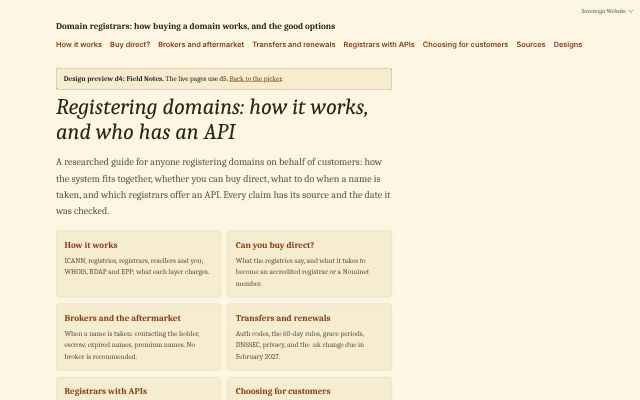 Sovereign Website
Domain registrars: how buying a domain works, and the good options
How it works Buy direct? Brokers and aftermarket Transfers and renewals Registrars with APIs Choosing for customers Sources Designs
Design preview d4: Field Notes. The live pages use d5. Back to the picker.
Registering domains: how it works,
and who has an API
A researched guide for anyone registering domains on behalf of customers: how
the system fits together, whether you can buy direct, what to do when a name is
taken, and which registrars offer an API. Every claim has its source and the date it
was checked.
How it works
ICANN, registries, registrars, resellers and you;
WHOIS, RDAP and EPP; what each layer charges.
Can you buy direct?
What the registries say, and what it takes to
become an accredited registrar or a Nominet
member.
Brokers and the aftermarket
When a name is taken: contacting the holder,
escrow, expired names, premium names. No
broker is recommended.
Transfers and renewals
Auth codes, the 60-day rules, grace periods,
DNSSEC, privacy, and the .uk change due in
February 2027.
Registrars with APIs
Choosing for customers